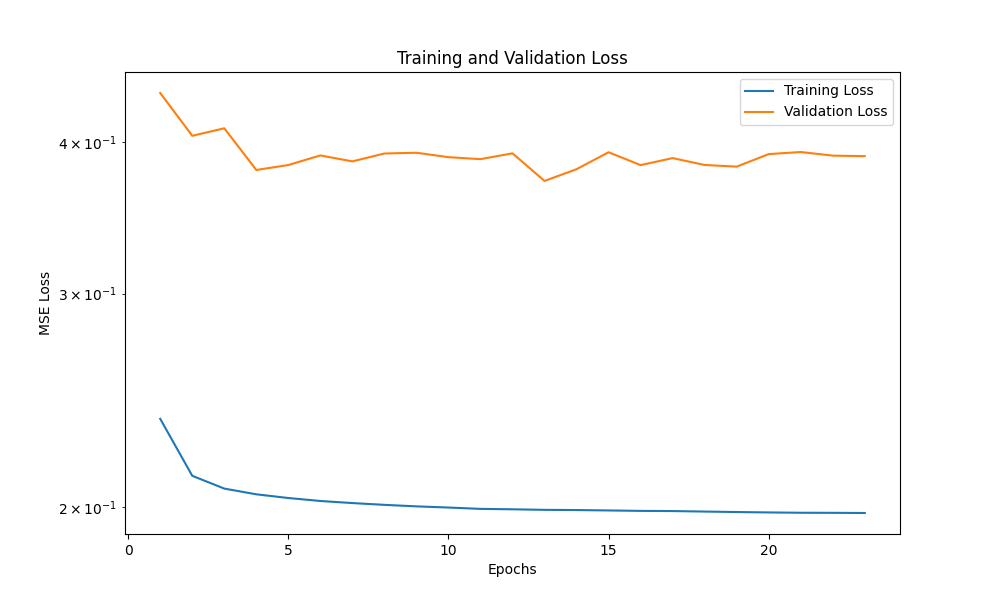 Training and Validation Loss
Training Loss
Validation Loss
4 × 10⁻¹
3 × 10⁻¹
2 × 10⁻¹
MSE Loss
0 5 10 15 20
Epochs